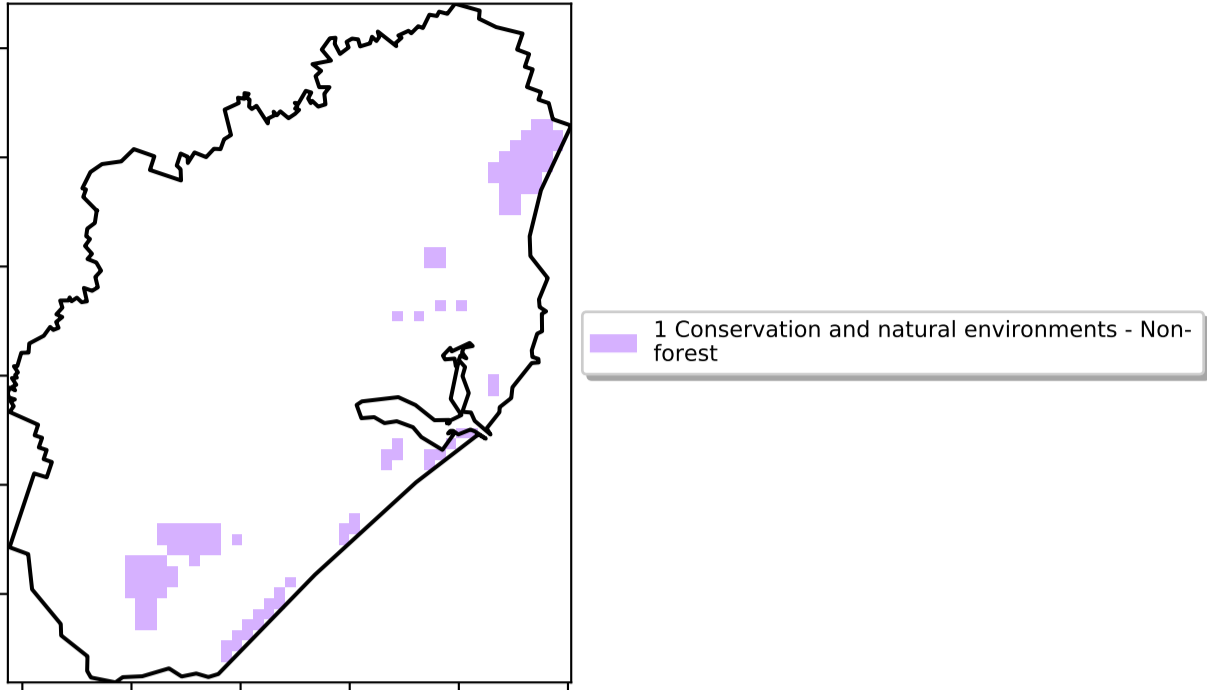 1 Conservation and natural environments - Non-
forest